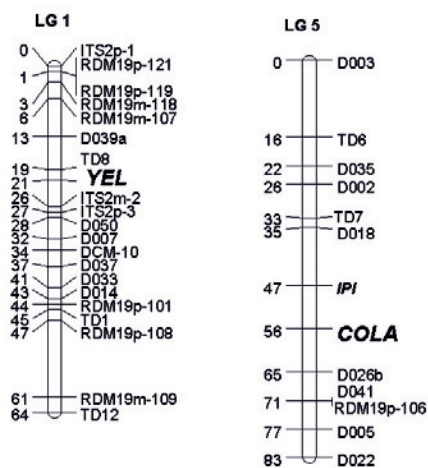 LG 1
0 ITS2p-1
RDM19p-121
1
RDM19p-119
3 RDM19m-118
6 RDM19m-107
13 D039a
TD8
19
21 YEL
26 ITS2m-2
27 ITS2p-3
28 D050
32 D007
34 DCM-10
37 D037
41 D033
43 D014
44 RDM19p-101
45 TD1
47 RDM19p-108
61 RDM19m-109
64 TD12
LG 5
0 D003
16 TD6
22 D035
26 D002
33 TD7
35 D018
47 IPI
56 COLA
65 D026b
D041
71 RDM19p-106
77 D005
83 D022